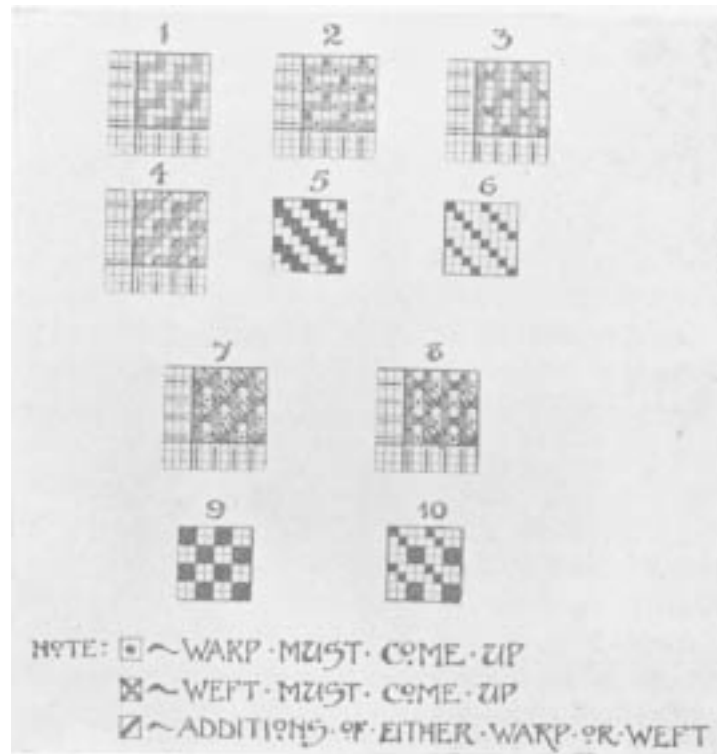 1 2 3
4 5 6
7 8
9 10
NOTE: ~ WARP · MUST · COME · UP
~ WEFT · MUST · COME · UP
~ ADDITIONS · OF · EITHER · WARP · OR · WEFT